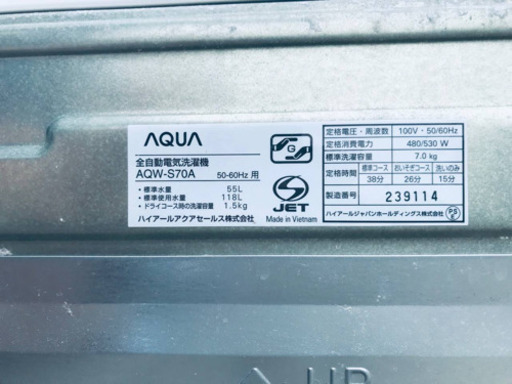 AQUA
全自動電気洗濯機
AQW-S70A 50-60Hz 用
・標準水量 55L
・標準使用水量 118L
・ドライコース時の洗濯容量 1.5kg
ハイアールアクアセールス株式会社
G
S
JET
Made in Vietnam
定格電圧・周波数 100V・50/60Hz
定格消費電力 480/530 W
標準洗濯容量 7.0 kg
定格時間 標準コース おいそぎコース 洗いのみ
38分 26分 15分
製造番号 239114
ハイアールジャパンホールディングス株式会社
PS
E
UP